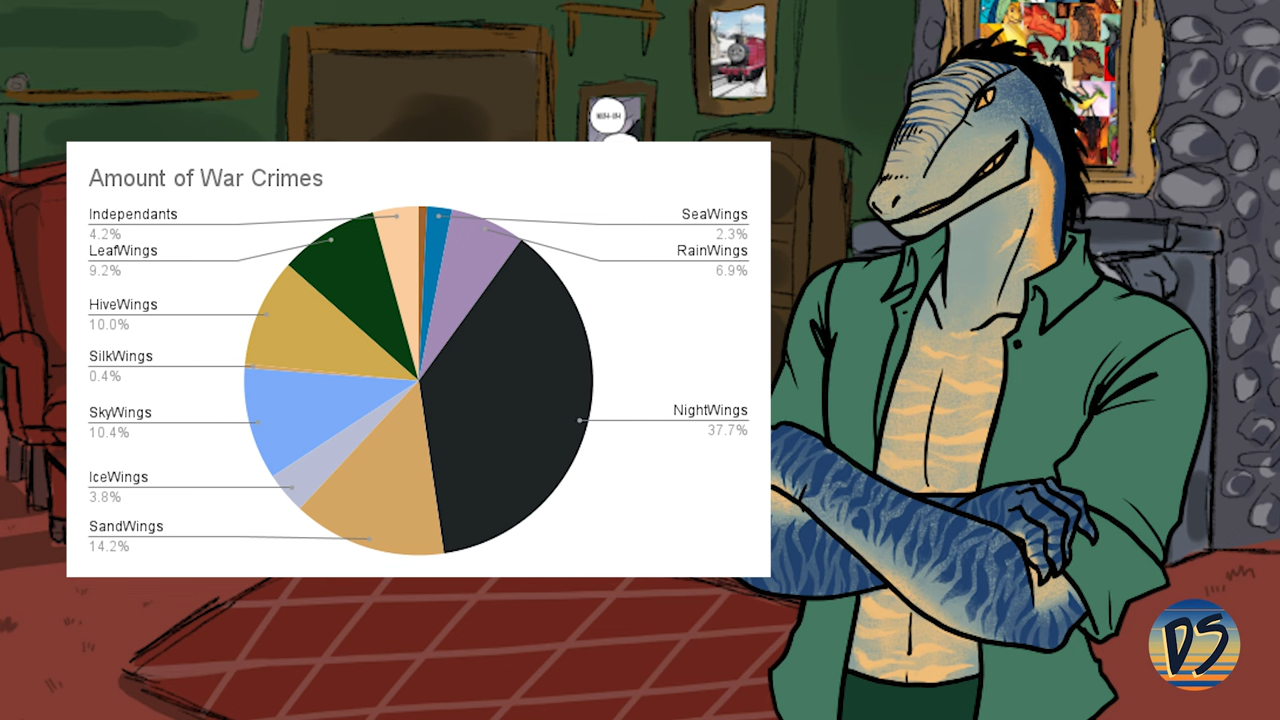 Amount of War Crimes
Independants
4.2%
LeafWings
9.2%
HiveWings
10.0%
SilkWings
0.4%
SkyWings
10.4%
IceWings
3.8%
SandWings
14.2%
SeaWings
2.3%
RainWings
6.9%
NightWings
37.7%
DS